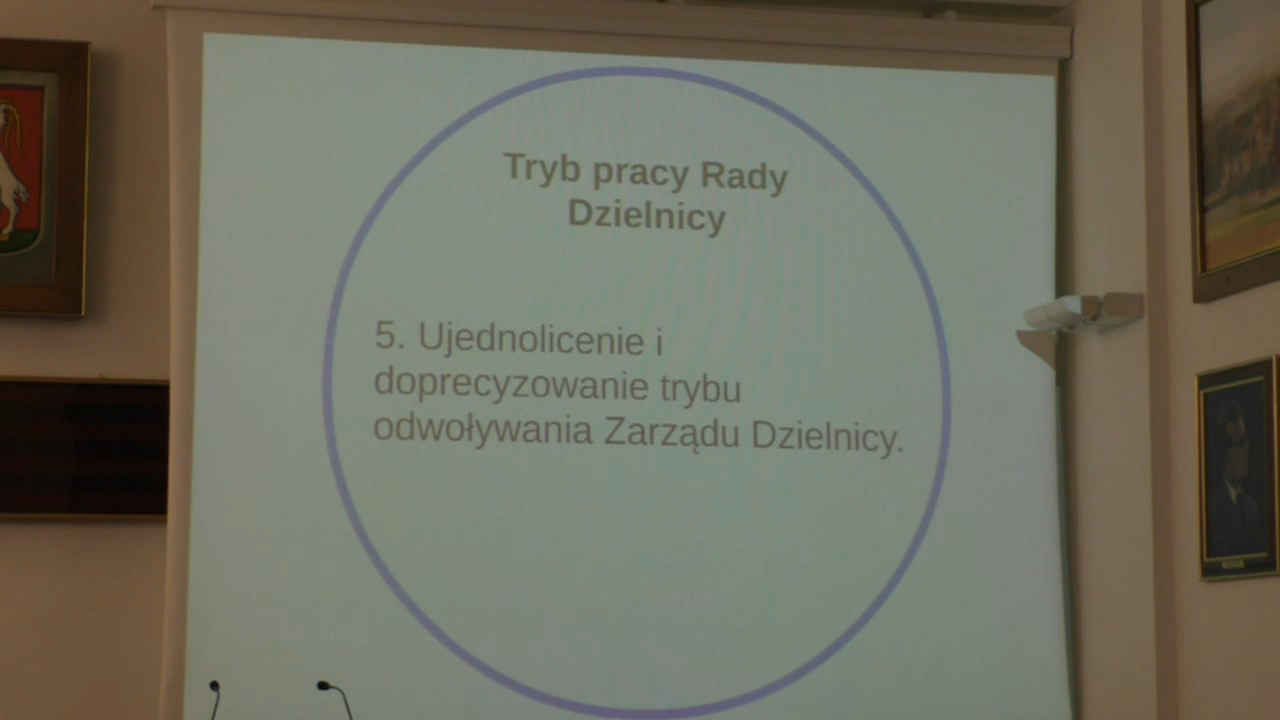 Tryb pracy Rady
Dzielnicy
5. Ujednolicenie i
doprecyzowanie trybu
odwoływania Zarządu Dzielnicy.